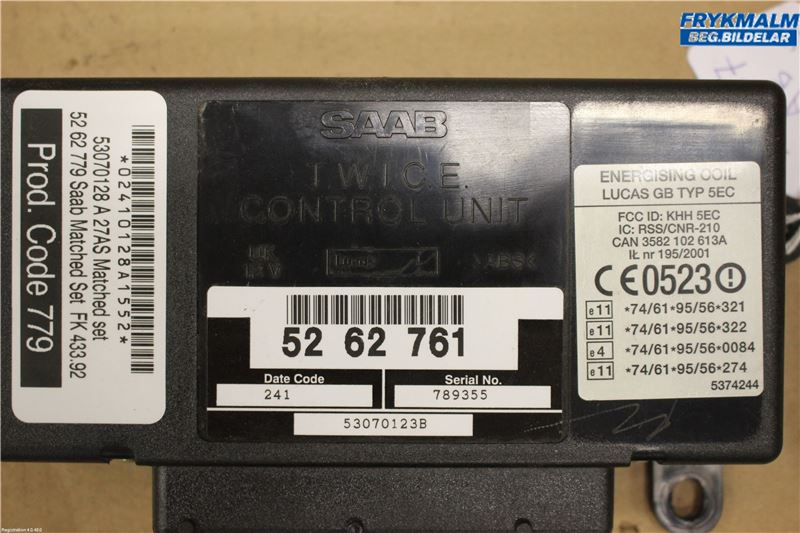 FRYKMALM
BEG.BILDELAR
Prod. Code 779
52 62 779 Saab Matched Set FK 433.92
53070128 A 27AS Matched set
*02410128A1552*
SAAB
T.W.I.C.E.
CONTROL UNIT
UK
12 V
Lucas
52 62 761
Date Code
241
Serial No.
789355
53070123B
ENERGISING COIL
LUCAS GB TYP 5EC
FCC ID: KHH 5EC
IC: RSS/CNR-210
CAN 3582 102 613A
IŁ nr 195/2001
CE0523
e11 *74/61*95/56*321
e11 *74/61*95/56*322
e4 *74/61*95/56*0084
e11 *74/61*95/56*274
5374244